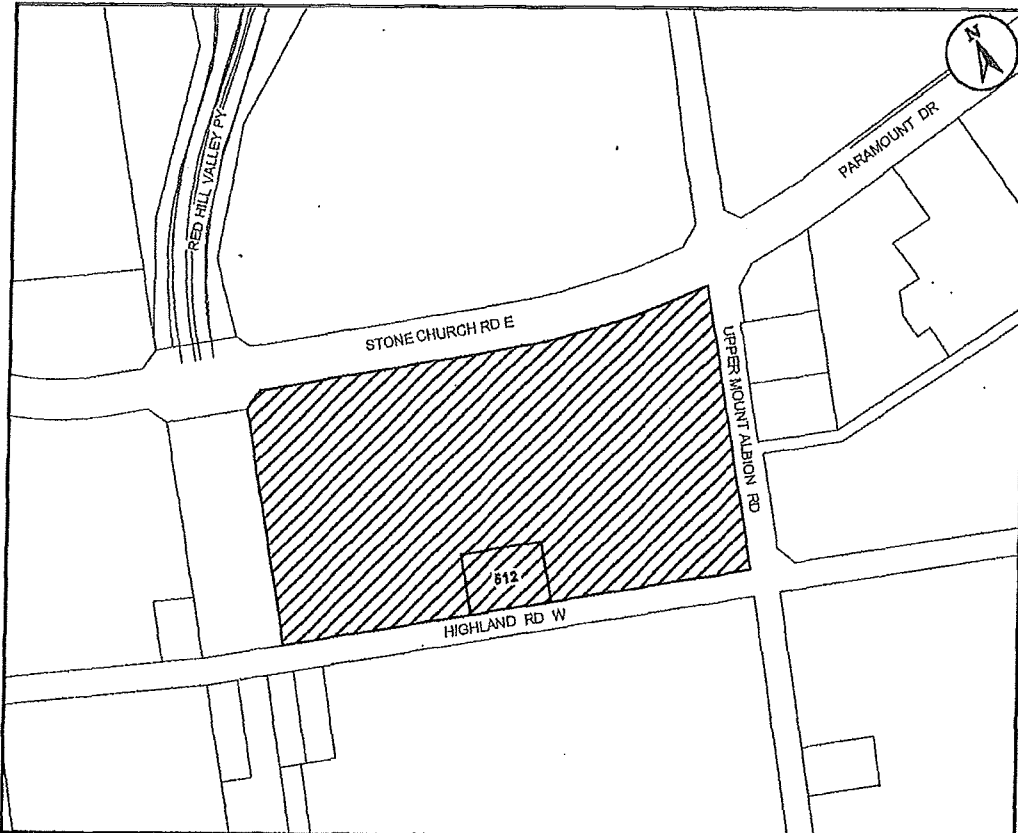 N
RED HILL VALLEY PY
PARAMOUNT DR
STONE CHURCH RD E
UPPER MOUNT ALBION RD
512
HIGHLAND RD W